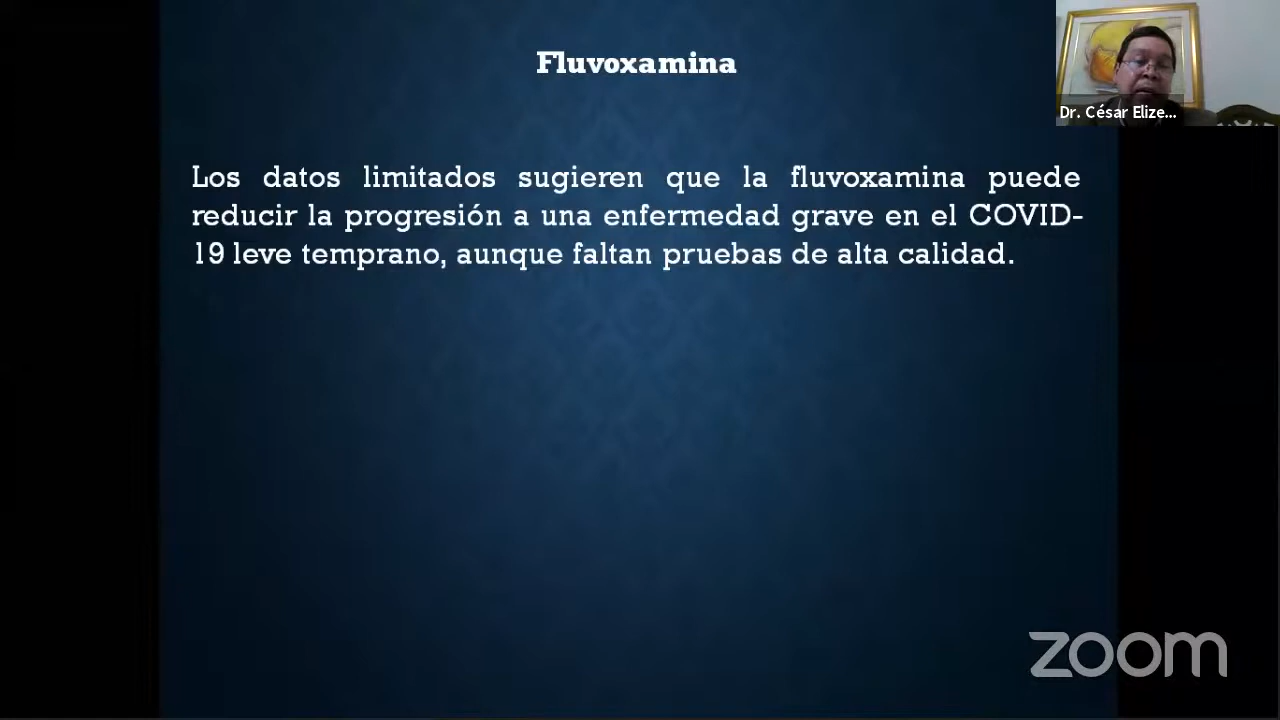 Fluvoxamina
Dr. César Elize...
Los datos limitados sugieren que la fluvoxamina puede
reducir la progresión a una enfermedad grave en el COVID-
19 leve temprano, aunque faltan pruebas de alta calidad.
zoom